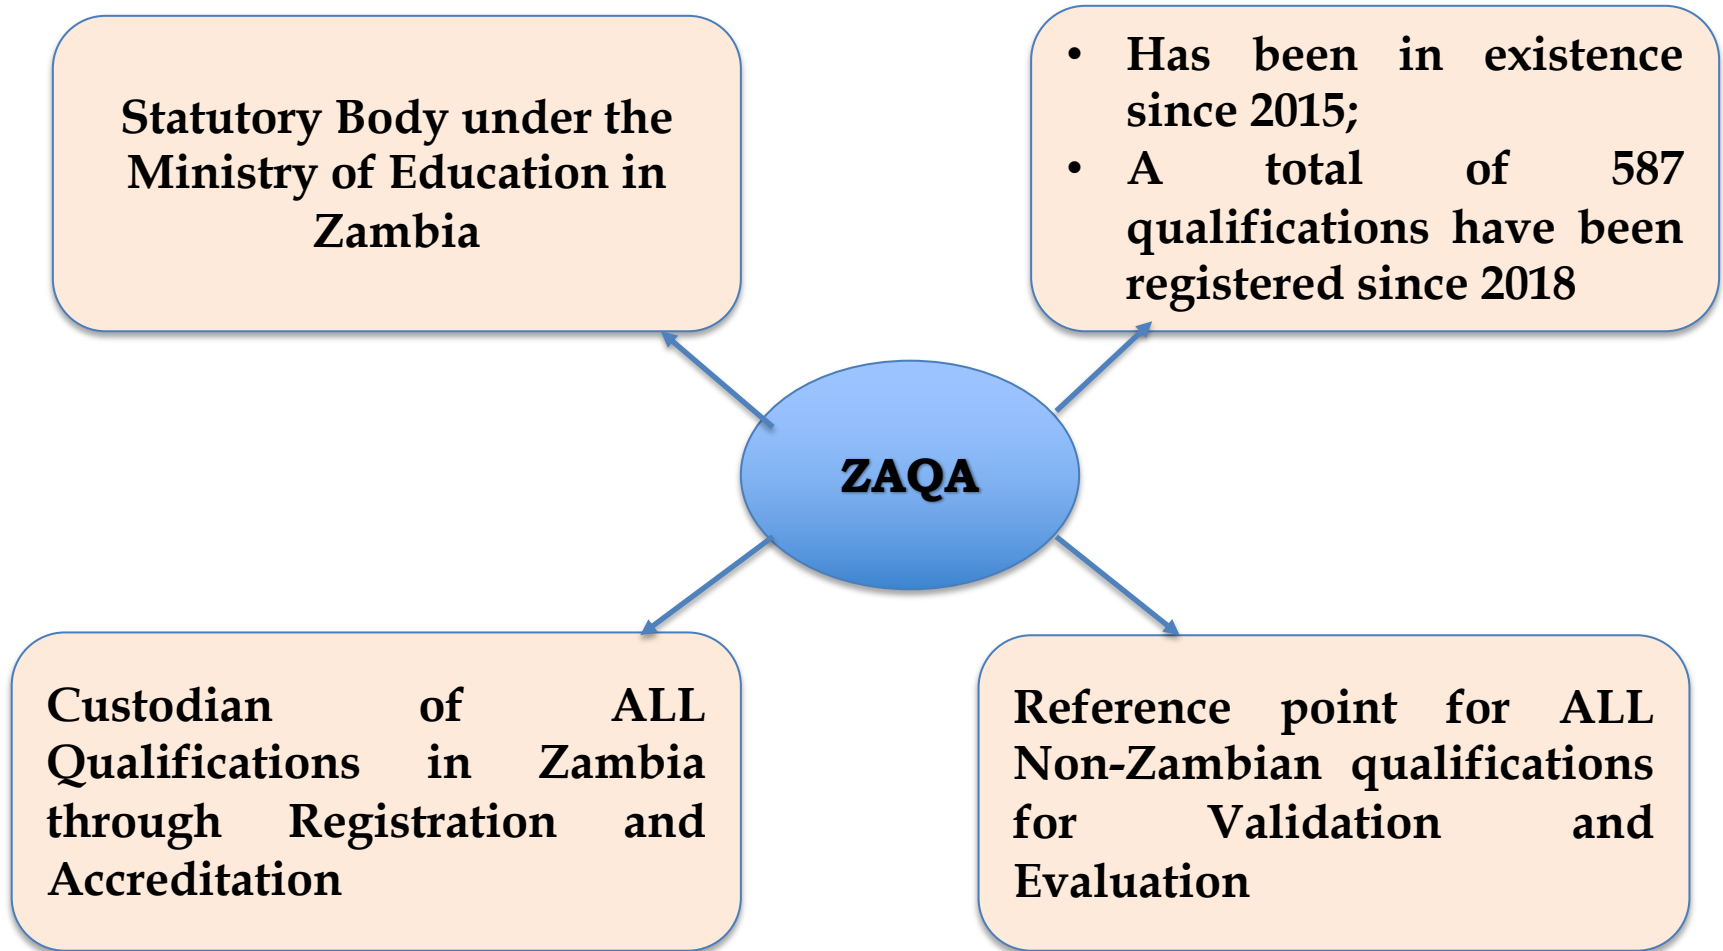 Statutory Body under the
Ministry of Education in
Zambia
• Has been in existence
since 2015;
• A total of 587
qualifications have been
registered since 2018
ZAQA
Custodian of ALL
Qualifications in Zambia
through Registration and
Accreditation
Reference point for ALL
Non-Zambian qualifications
for Validation and
Evaluation